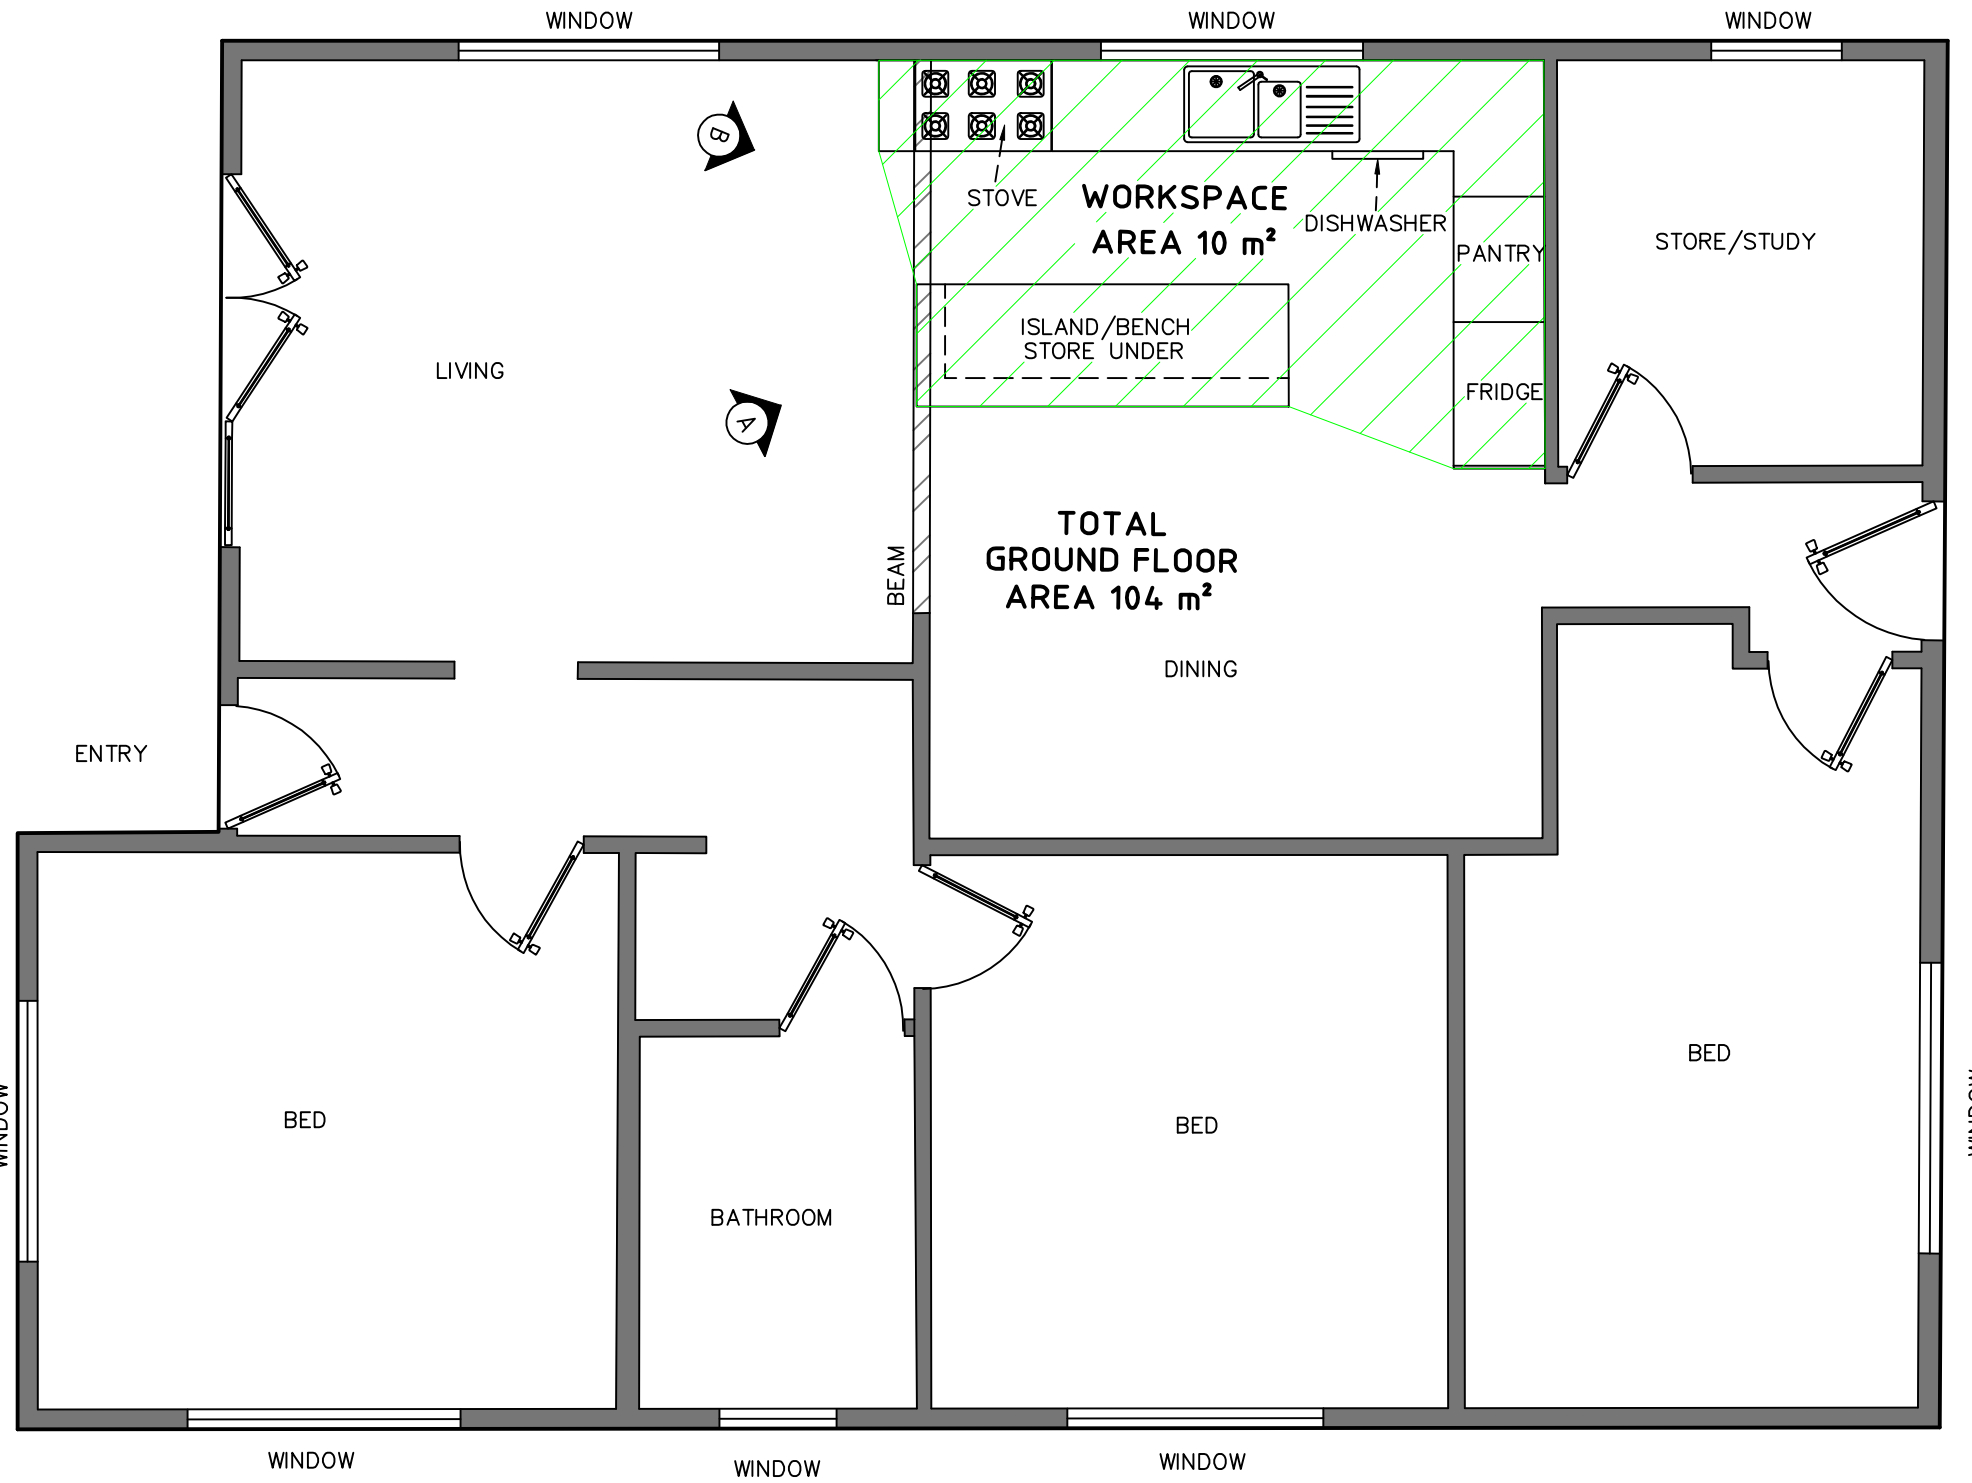 WINDOW
WINDOW
WINDOW
B
STOVE
WORKSPACE
AREA 10 m²
DISHWASHER
PANTRY
STORE/STUDY
ISLAND/BENCH
STORE UNDER
LIVING
FRIDGE
A
TOTAL
GROUND FLOOR
AREA 104 m²
BEAM
DINING
ENTRY
BED
BED
BED
WINDOW
WINDOW
BATHROOM
WINDOW
WINDOW
WINDOW